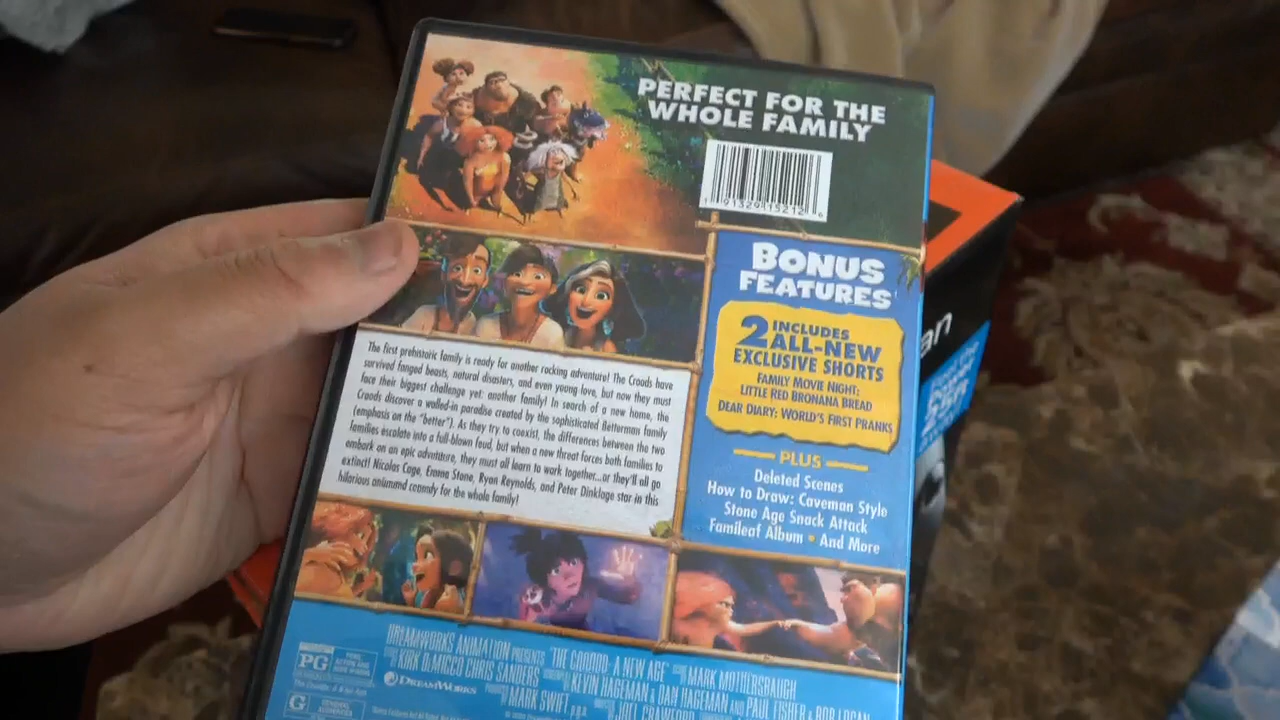 PERFECT FOR THE
WHOLE FAMILY
1 91329 15212 6
BONUS
FEATURES
2 INCLUDES
ALL-NEW
EXCLUSIVE SHORTS
FAMILY MOVIE NIGHT:
LITTLE RED BRONANA BREAD
DEAR DIARY: WORLD'S FIRST PRANKS
PLUS
Deleted Scenes
How to Draw: Caveman Style
Stone Age Snack Attack
Famileaf Album • And More
The first prehistoric family is ready for another rocking adventure! The Croods have
survived fanged beasts, natural disasters, and even young love, but now they must
face their biggest challenge yet: another family! In search of a new home, the
Croods discover a walled-in paradise created by the sophisticated Betterman family
(emphasis on the "better"). As they try to coexist, the differences between the two
families escalate into a full-blown feud, but when a new threat forces both families to
embark on an epic adventure, they must all learn to work together...or they'll all go
extinct! Nicolas Cage, Emma Stone, Ryan Reynolds, and Peter Dinklage star in this
hilarious animated comedy for the whole family!
DREAMWORKS ANIMATION PRESENTS "THE CROODS: A NEW AGE" MARK MOTHERSBAUGH
KIRK DeMICCO CHRIS SANDERS KEVIN HAGEMAN & DAN HAGEMAN AND PAUL FISHER & BOB LOGAN
MARK SWIFT, p.g.a. JOEL CRAWFORD
PG
DREAMWORKS
G
an